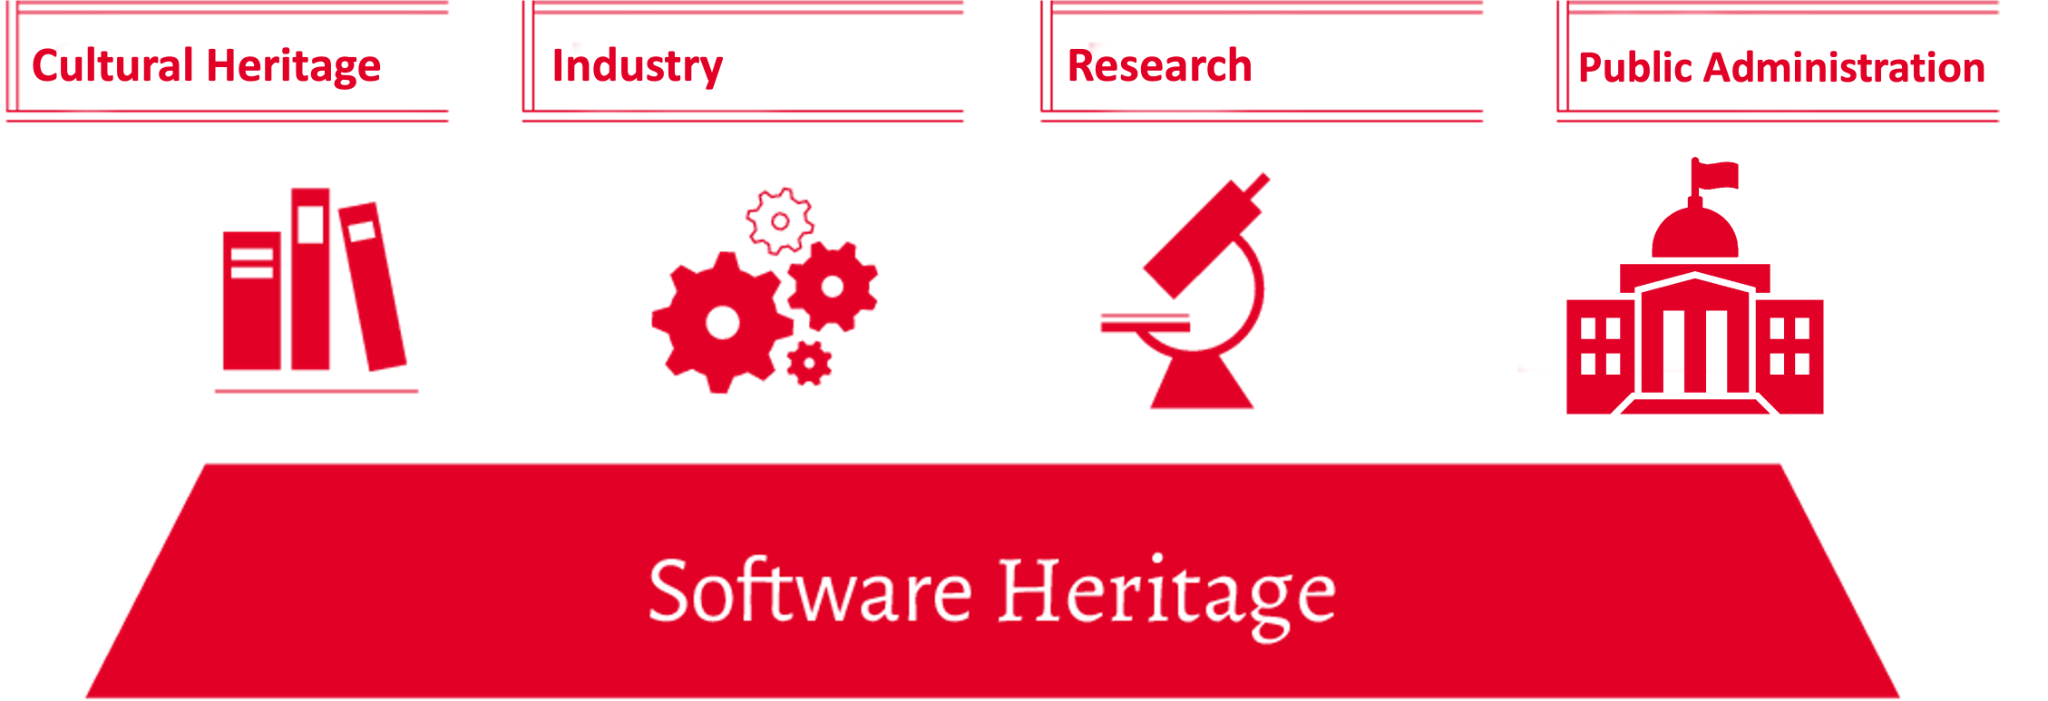 Cultural Heritage
Industry
Research
Public Administration
Software Heritage